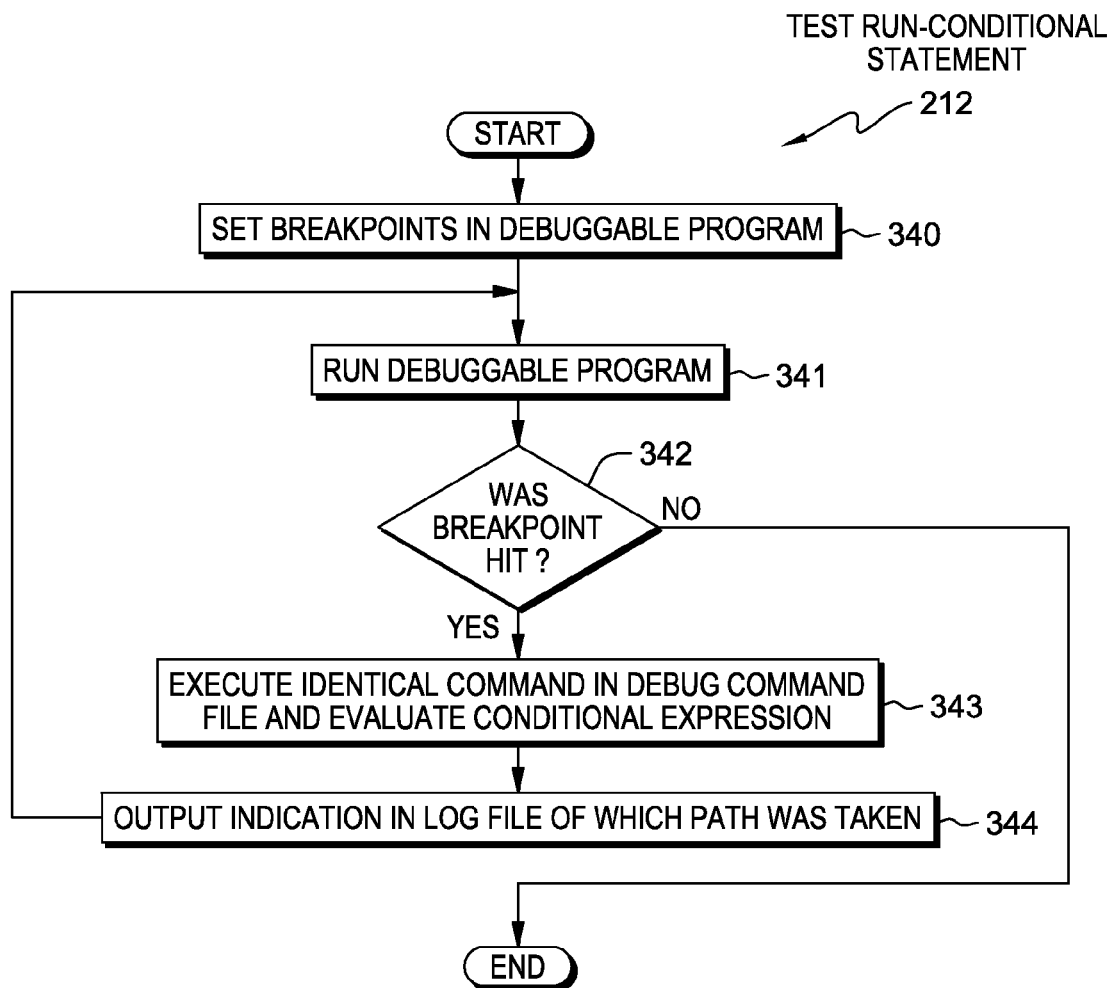 TEST RUN-CONDITIONAL
STATEMENT
212
START
SET BREAKPOINTS IN DEBUGGABLE PROGRAM
340
RUN DEBUGGABLE PROGRAM
341
342
WAS
BREAKPOINT
HIT ?
NO
YES
EXECUTE IDENTICAL COMMAND IN DEBUG COMMAND
FILE AND EVALUATE CONDITIONAL EXPRESSION
343
OUTPUT INDICATION IN LOG FILE OF WHICH PATH WAS TAKEN
344
END